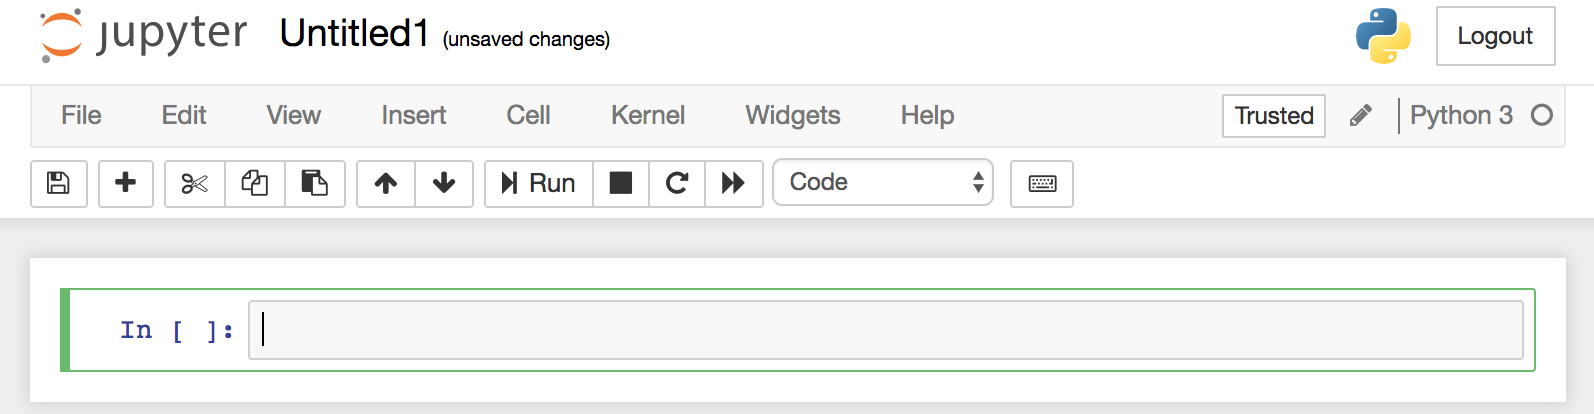 jupyter Untitled1 (unsaved changes) Logout
File Edit View Insert Cell Kernel Widgets Help Trusted Python 3
Run Code
In [ ]: